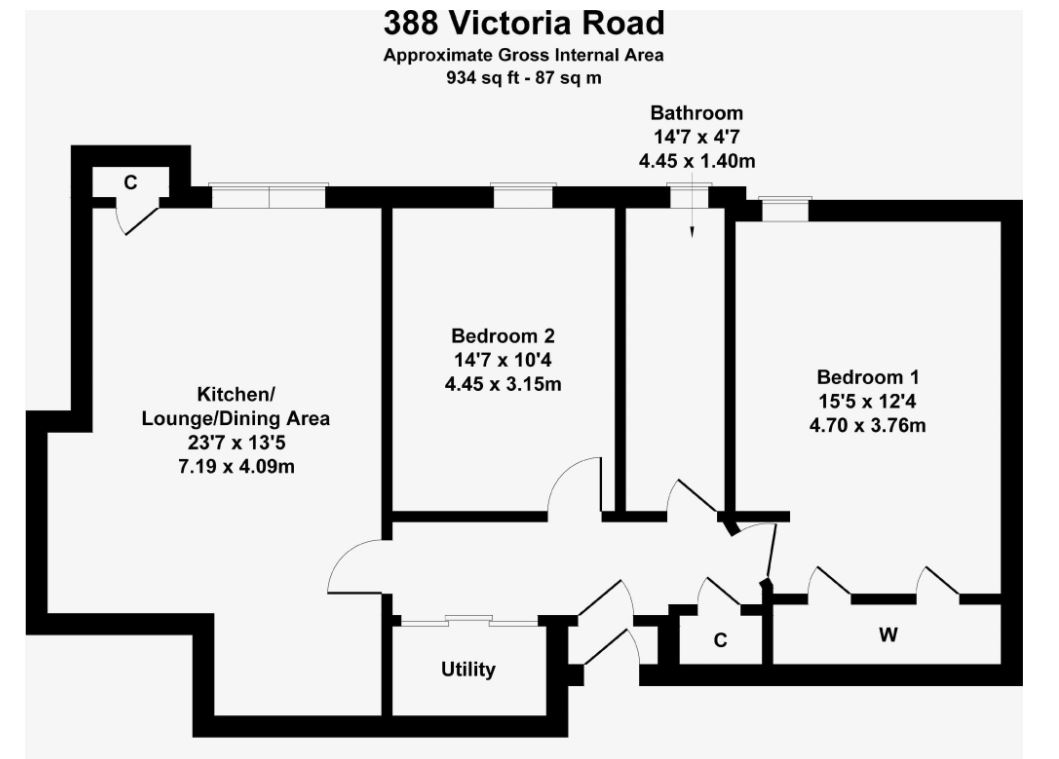 388 Victoria Road
Approximate Gross Internal Area
934 sq ft - 87 sq m
Bathroom
14'7 x 4'7
4.45 x 1.40m
C
Bedroom 2
14'7 x 10'4
4.45 x 3.15m
Bedroom 1
15'5 x 12'4
4.70 x 3.76m
Kitchen/
Lounge/Dining Area
23'7 x 13'5
7.19 x 4.09m
Utility
C
W